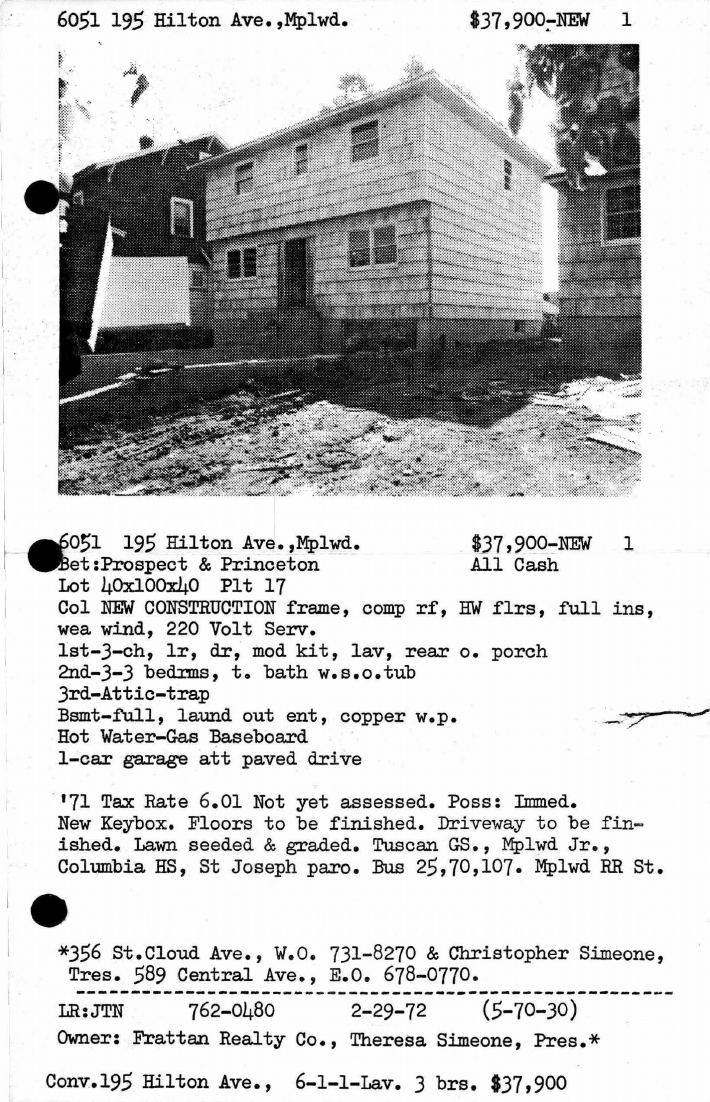 6051 195 Hilton Ave.,Mplwd. $37,900-NEW 1
6051 195 Hilton Ave.,Mplwd. $37,900-NEW 1
Bet:Prospect & Princeton All Cash
Lot 40x100x40 Plt 17
Col NEW CONSTRUCTION frame, comp rf, HW flrs, full ins,
wea wind, 220 Volt Serv.
1st-3-ch, lr, dr, mod kit, lav, rear o. porch
2nd-3-3 bedrms, t. bath w.s.o.tub
3rd-Attic-trap
Bsmt-full, laund out ent, copper w.p.
Hot Water-Gas Baseboard
1-car garage att paved drive
'71 Tax Rate 6.01 Not yet assessed. Poss: Immed.
New Keybox. Floors to be finished. Driveway to be fin-
ished. Lawn seeded & graded. Tuscan GS., Mplwd Jr.,
Columbia HS, St Joseph paro. Bus 25,70,107. Mplwd RR St.
*356 St.Cloud Ave., W.O. 731-8270 & Christopher Simeone,
Tres. 589 Central Ave., E.O. 678-0770.
LR:JTN 762-0480 2-29-72 (5-70-30)
Owner: Frattan Realty Co., Theresa Simeone, Pres.*
Conv.195 Hilton Ave., 6-1-1-Lav. 3 brs. $37,900